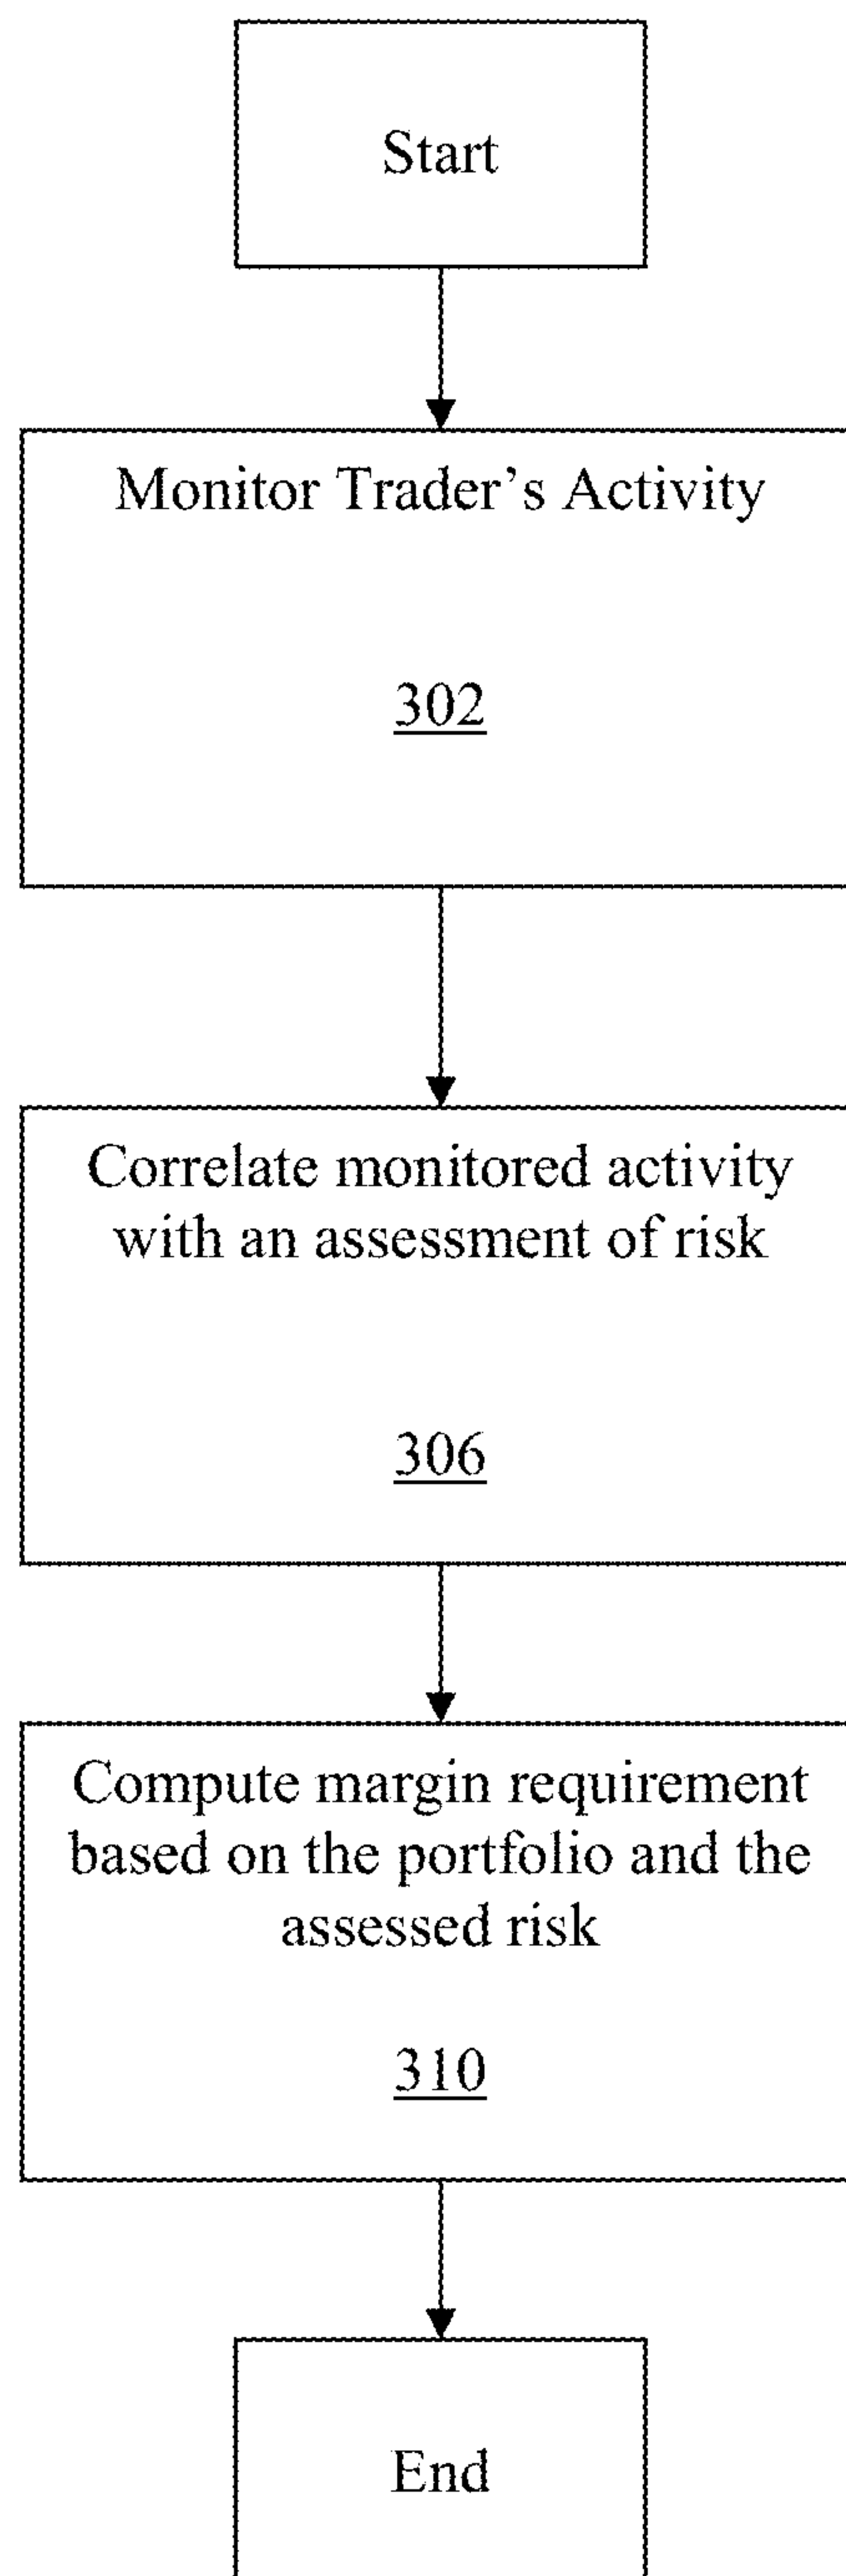 Start
Monitor Trader's Activity
302
Correlate monitored activity
with an assessment of risk
306
Compute margin requirement
based on the portfolio and the
assessed risk
310
End